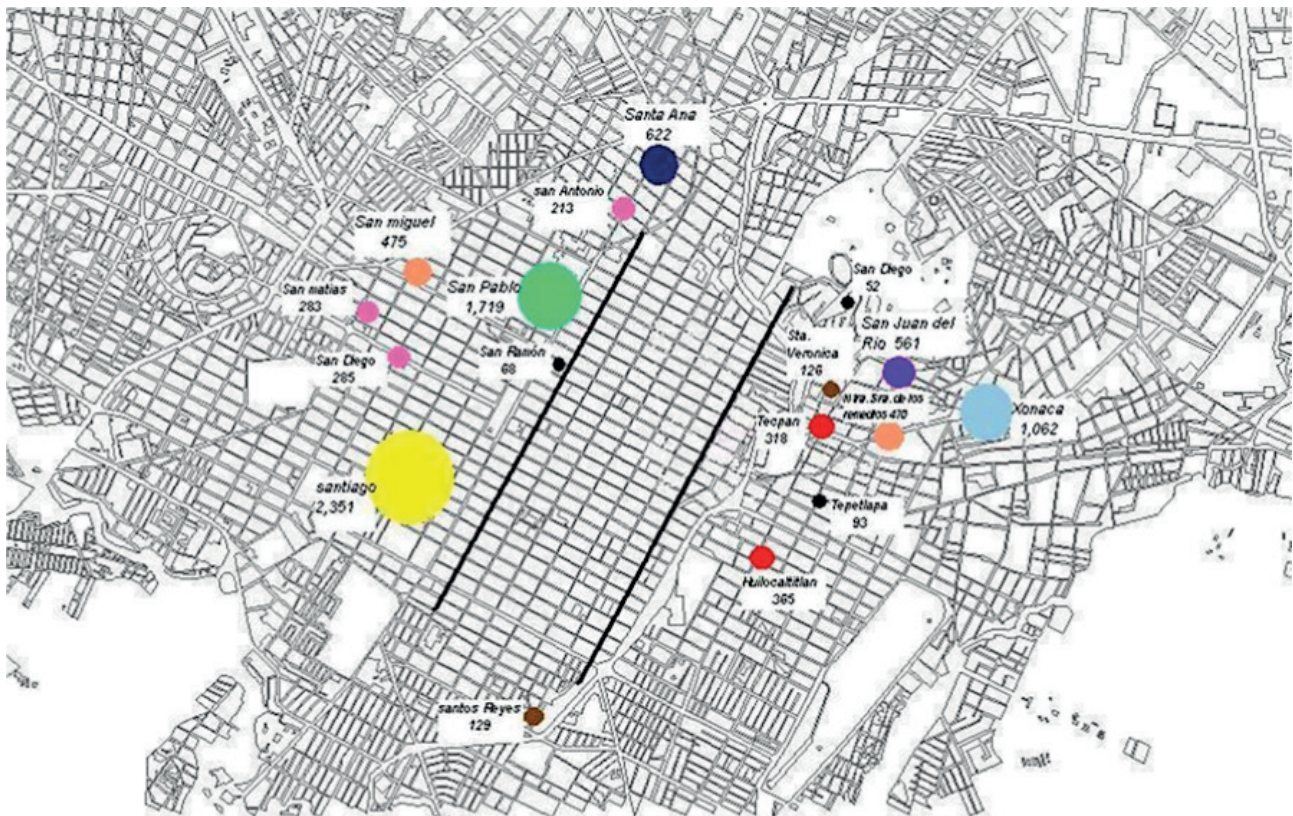 Santa Ana
622
san Antonio
213
San miguel
475
San matias
283
San Pablo
1,719
San Diego
285
San Ramón
68
San Diego
52
San Juan del
Río 561
Sta.
Veronica
126
Ntra. Sra. de los
remedios 470
Tecpan
318
Xonaca
1,062
santiago
2,351
Tepetlapa
93
Huilocaltitlan
365
santos Reyes
129